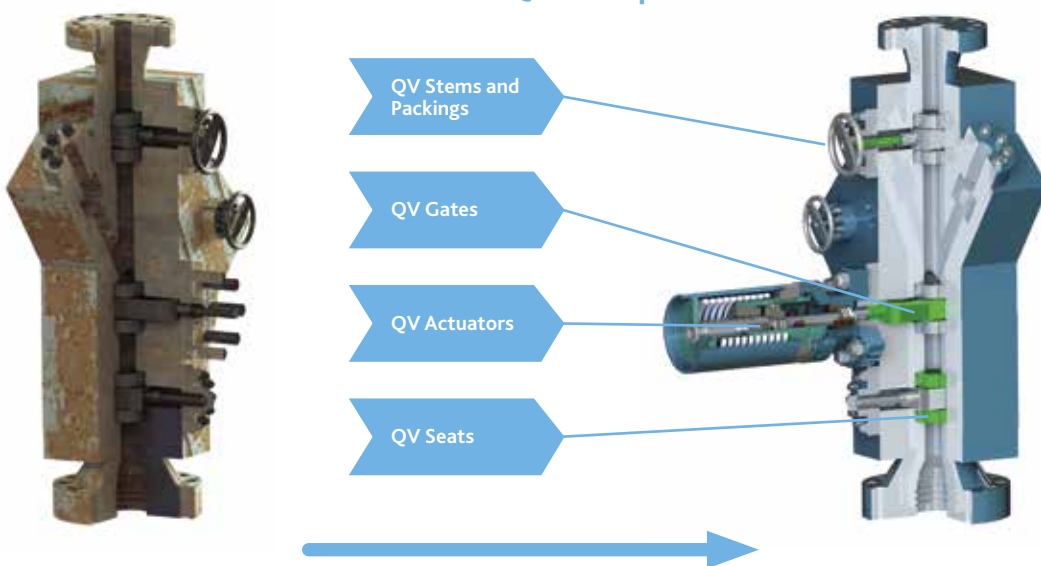 QV Stems and
Packings
QV Gates
QV Actuators
QV Seats